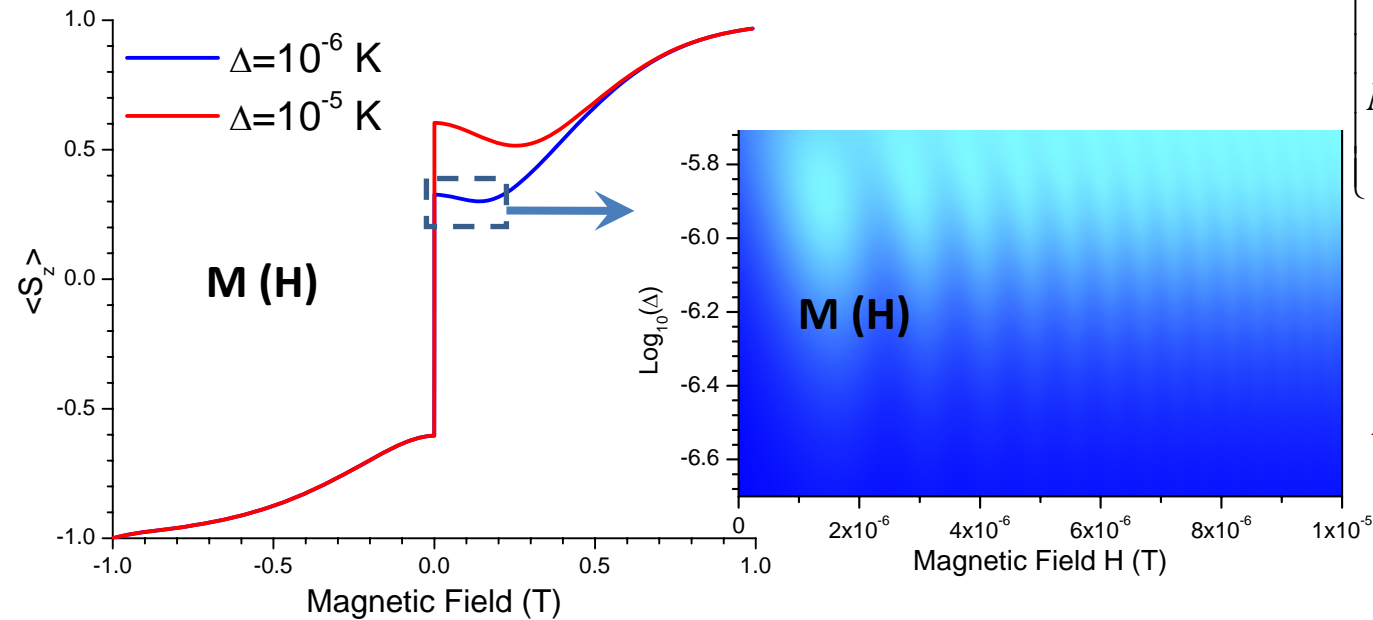 1.0
0.5
0.0
-0.5
-1.0
<S_z>
Δ=10⁻⁶ K
Δ=10⁻⁵ K
M (H)
-1.0 -0.5 0.0 0.5 1.0
Magnetic Field (T)
-5.8
-6.0
-6.2
-6.4
-6.6
Log₁₀(Δ)
M (H)
0 2x10⁻⁶ 4x10⁻⁶ 6x10⁻⁶ 8x10⁻⁶ 1x10⁻⁵
Magnetic Field H (T)